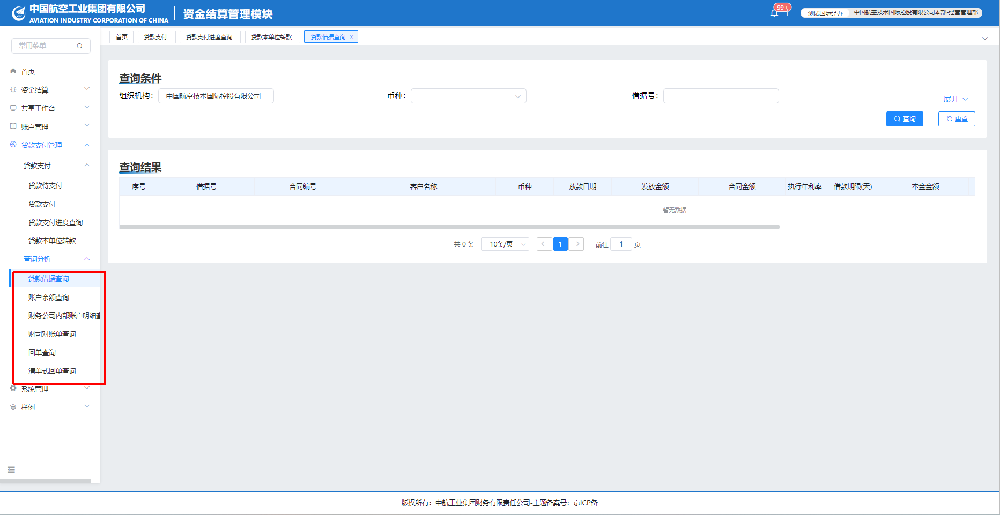 中国航空工业集团有限公司
AVIATION INDUSTRY CORPORATION OF CHINA
资金结算管理模块
99+
测试国际经办
中国航空技术国际控股有限公司本部-经营管理部
常用菜单
首页
资金结算
共享工作台
账户管理
贷款支付管理
贷款支付
贷款待支付
贷款支付
贷款支付进度查询
贷款本单位转款
查询分析
贷款借据查询
账户余额查询
财务公司内部账户明细查
财司对账单查询
回单查询
清单式回单查询
系统管理
样例
首页 贷款支付 贷款支付进度查询 贷款本单位转款 贷款借据查询
查询条件
组织机构： 中国航空技术国际控股有限公司 币种： 借据号： 展开
查询 重置
查询结果
序号 借据号 合同编号 客户名称 币种 放款日期 发放金额 合同金额 执行年利率 借款期限(天) 本金金额
暂无数据
共 0 条 10条/页 1 前往 1 页
版权所有：中航工业集团财务有限责任公司-主题备案号：京ICP备